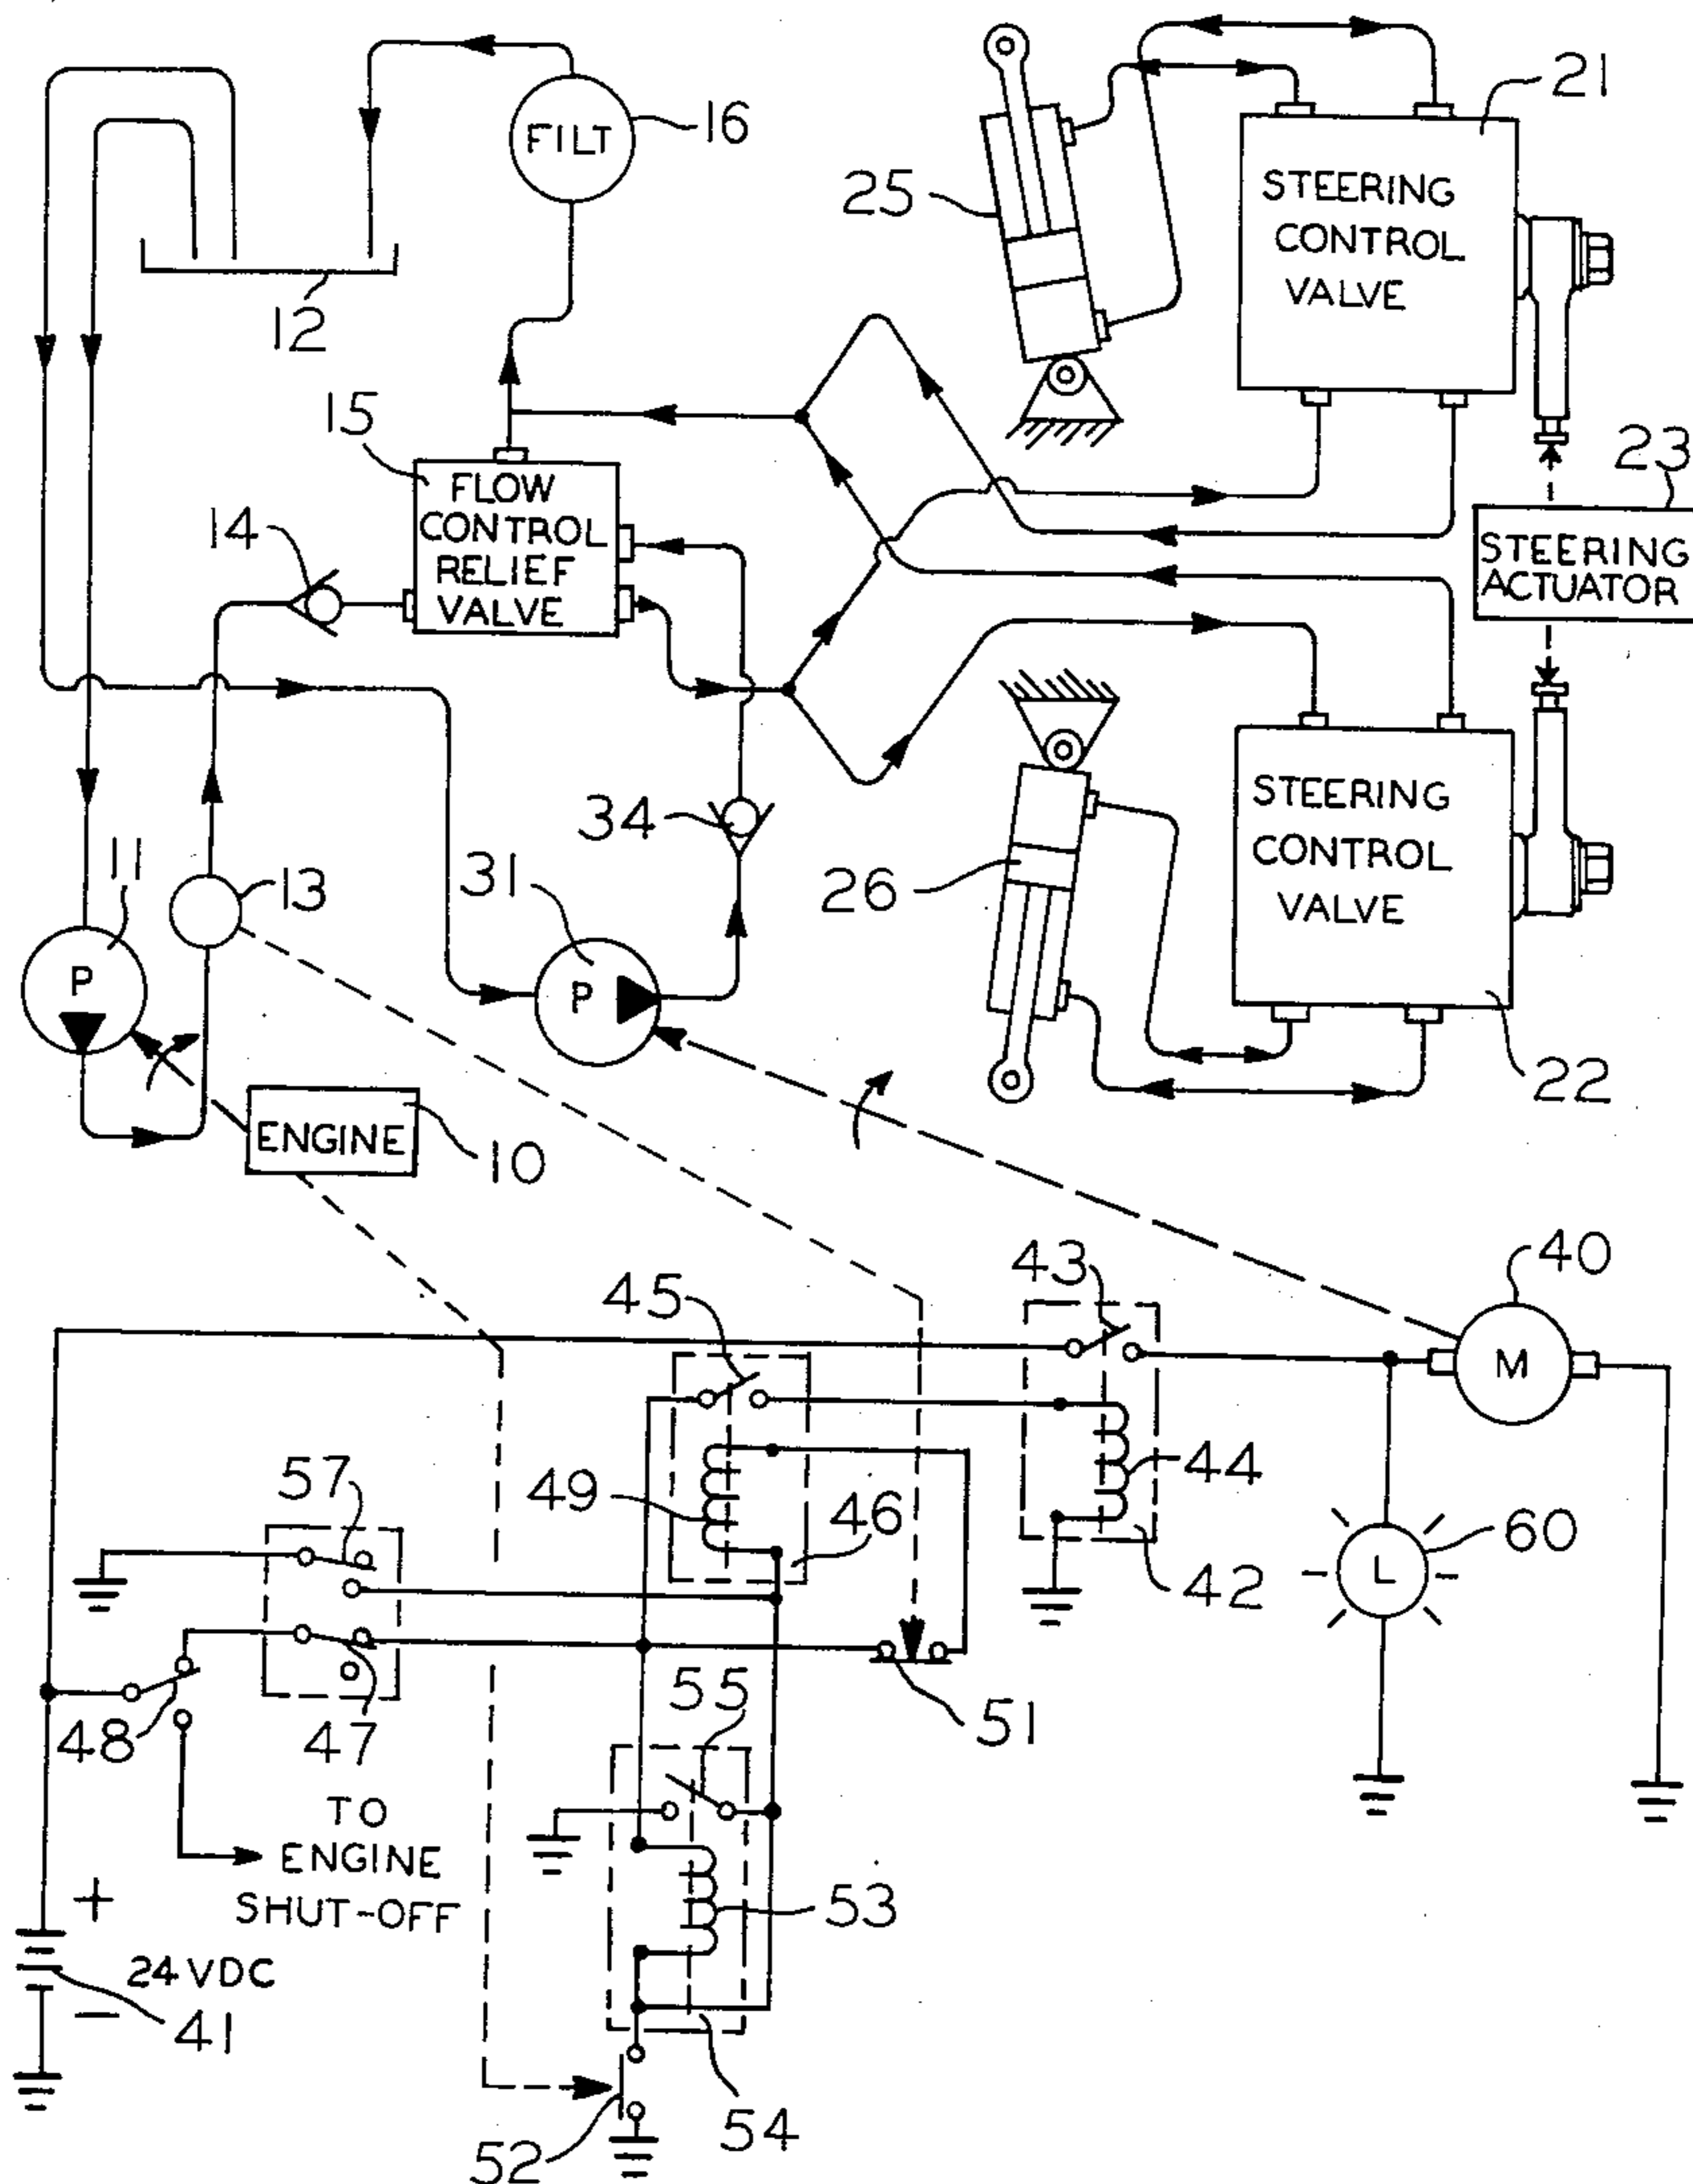 FILT
16
12
25
21
STEERING
CONTROL
VALVE
15
FLOW
CONTROL
RELIEF
VALVE
14
23
STEERING
ACTUATOR
34
11
P
13
31
P
26
STEERING
CONTROL
VALVE
22
ENGINE
10
43
40
M
45
57
49
46
44
42
60
L
48
47
55
51
TO
ENGINE
SHUT-OFF
+
24 VDC
−
41
53
52
54